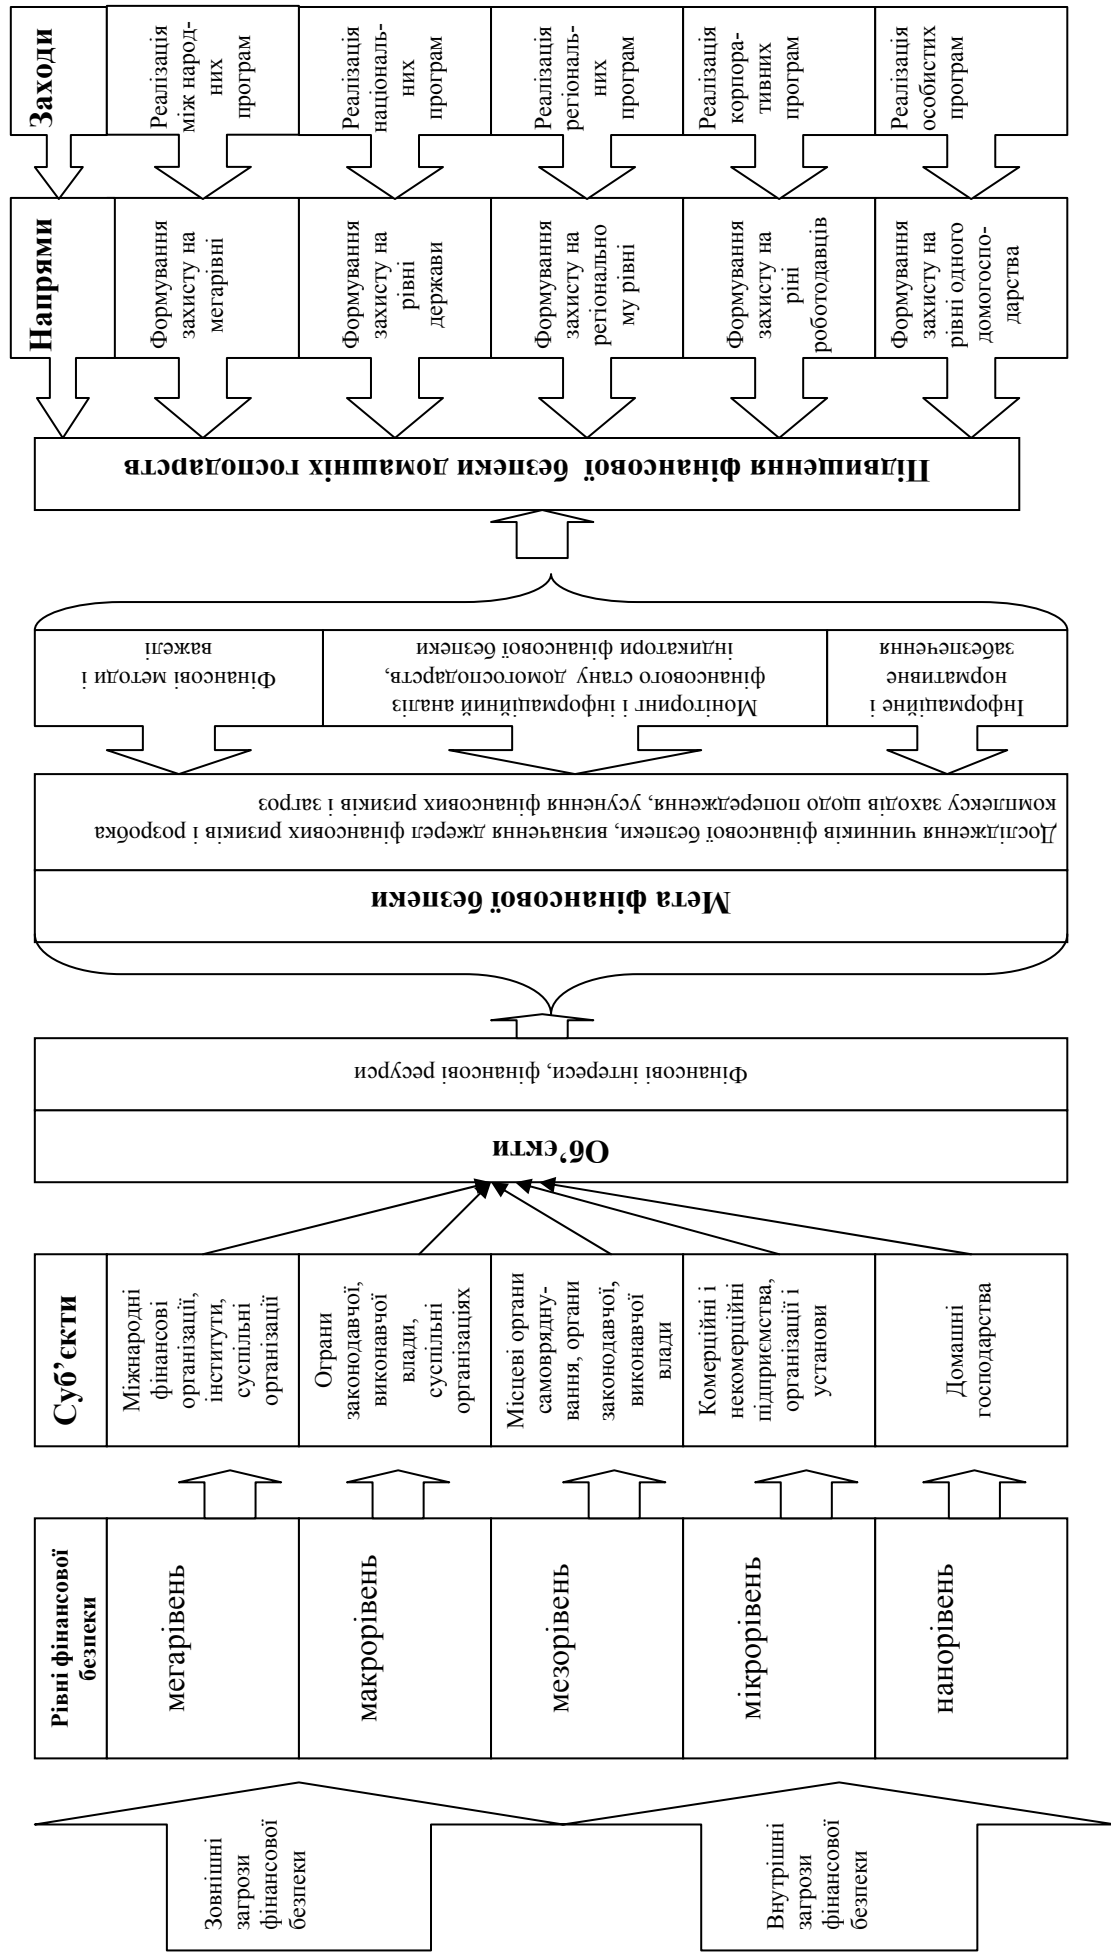 Зовнішні
загрози
фінансової
безпеки
Внутрішні
загрози
фінансової
безпеки
Рівні фінансової
безпеки
мегарівень
макрорівень
мезорівень
мікрорівень
нанорівень
Суб’єкти
Міжнародні
фінансові
організації,
інститути,
суспільні
організації
Ограни
законодавчої,
виконавчої
влади,
суспільні
організаціях
Місцеві органи
самоврядну-
вання, органи
законодавчої,
виконавчої
влади
Комерційні і
некомерційні
підприємства,
організації і
установи
Домашні
господарства
Об’єкти
Фінансові інтереси, фінансові ресурси
Мета фінансової безпеки
Дослідження чинників фінансової безпеки, визначення джерел фінансових ризиків і розробка
комплексу заходів щодо попередження, усунення фінансових ризиків і загроз
Фінансові методи і
важелі
Моніторинг і інформаційний аналіз
фінансового стану домогосподарств,
індикатори фінансової безпеки
Інформаційне і
нормативне
забезпечення
Підвищення фінансової безпеки домашніх господарств
Напрями
Формування
захисту на
мегарівні
Формування
захисту на
рівні
держави
Формування
захисту на
регіонально
му рівні
Формування
захисту на
ріні
роботодавців
Формування
захисту на
рівні одного
домогоспо-
дарства
Заходи
Реалізація
між народ-
них
програм
Реалізація
національ-
них
програм
Реалізація
регіональ-
них
програм
Реалізація
корпора-
тивних
програм
Реалізація
особистих
програм